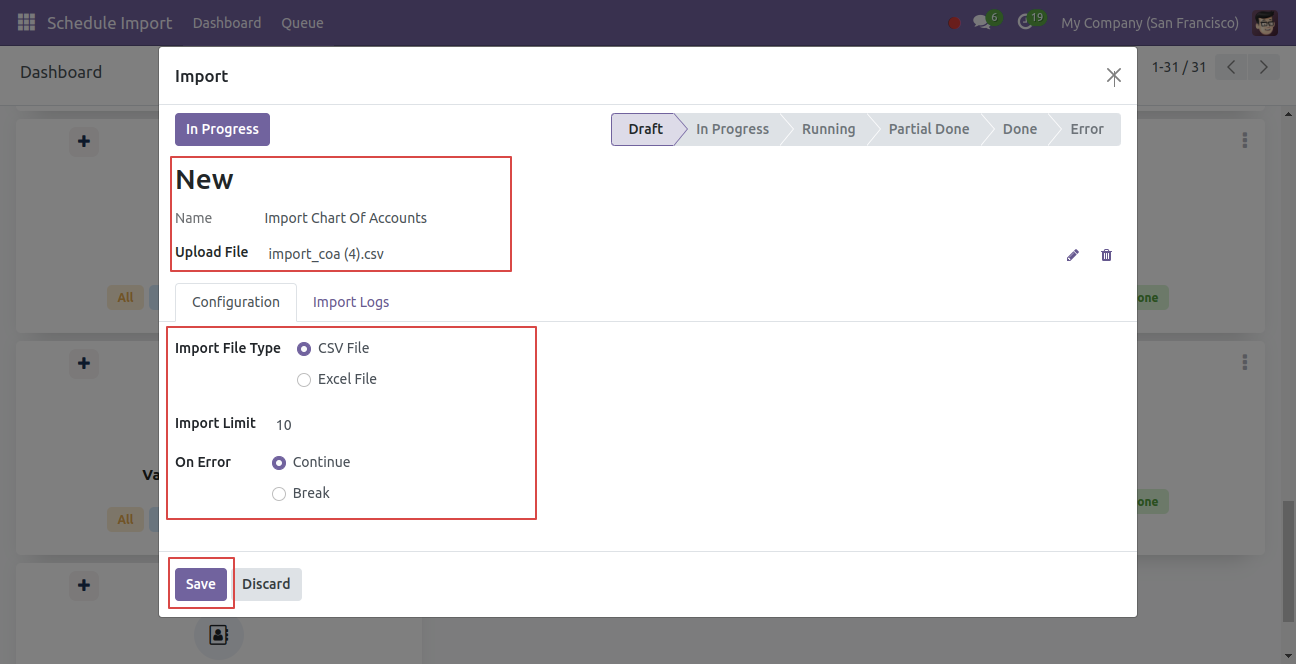 Schedule Import Dashboard Queue 6 19 My Company (San Francisco)
Dashboard 1-31 / 31
Import
In Progress Draft In Progress Running Partial Done Done Error
New
Name Import Chart Of Accounts
Upload File import_coa (4).csv
All
Configuration Import Logs
Import File Type CSV File
Excel File
Import Limit 10
On Error Continue
Break
All
Save Discard